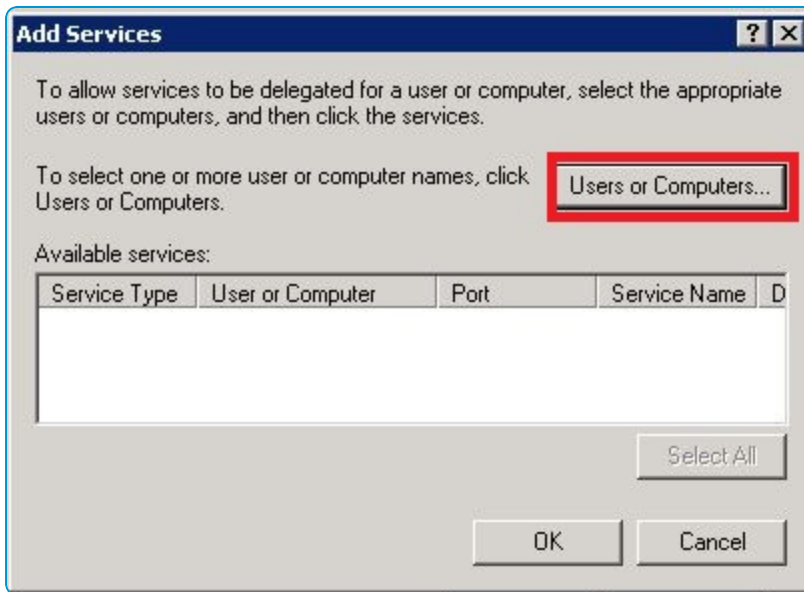 Add Services
To allow services to be delegated for a user or computer, select the appropriate
users or computers, and then click the services.
To select one or more user or computer names, click
Users or Computers.
Users or Computers...
Available services:
Service Type User or Computer Port Service Name D
Select All
OK Cancel